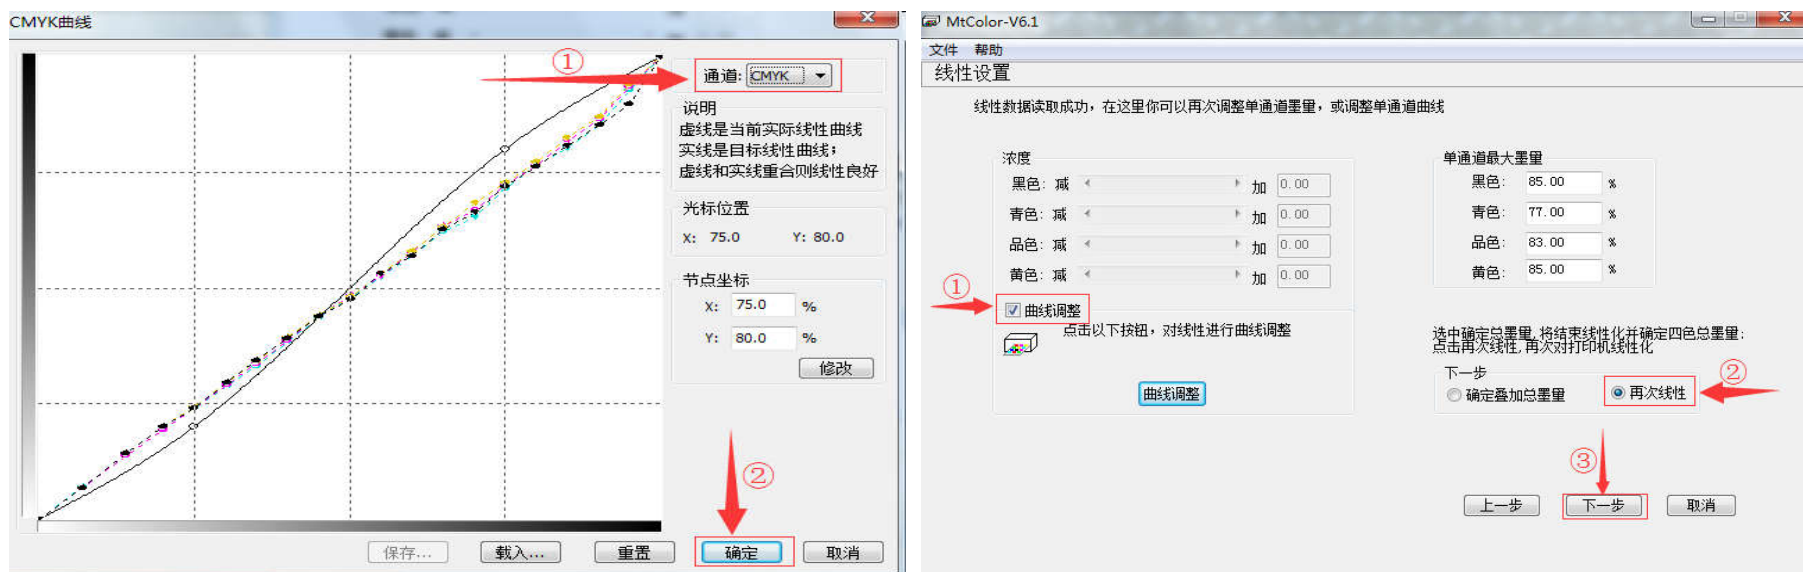 CMYK曲线
①
通道: CMYK
说明
虚线是当前实际线性曲线
实线是目标线性曲线；
虚线和实线重合则线性良好
光标位置
X: 75.0 Y: 80.0
节点坐标
X: 75.0 %
Y: 80.0 %
修改
②
保存... 载入... 重置 确定 取消
MtColor-V6.1
文件 帮助
线性设置
线性数据读取成功，在这里你可以再次调整单通道墨量，或调整单通道曲线
浓度
黑色: 减 加 0.00
青色: 减 加 0.00
品色: 减 加 0.00
黄色: 减 加 0.00
①
曲线调整
点击以下按钮，对线性进行曲线调整
曲线调整
单通道最大墨量
黑色: 85.00 %
青色: 77.00 %
品色: 83.00 %
黄色: 85.00 %
选中确定总墨量,将结束线性化并确定四色总墨量;
点击再次线性,再次对打印机线性化
下一步
确定叠加总墨量 再次线性
②
③
上一步 下一步 取消